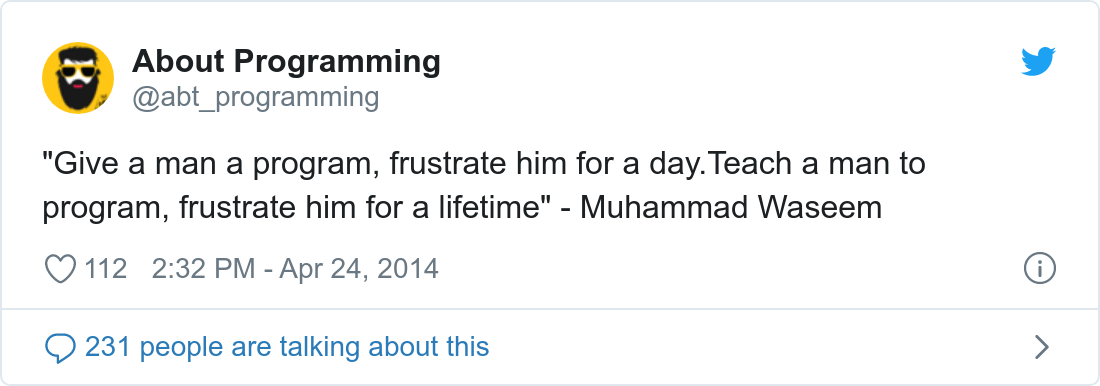 About Programming
@abt_programming
"Give a man a program, frustrate him for a day.Teach a man to
program, frustrate him for a lifetime" - Muhammad Waseem
112 2:32 PM - Apr 24, 2014
231 people are talking about this